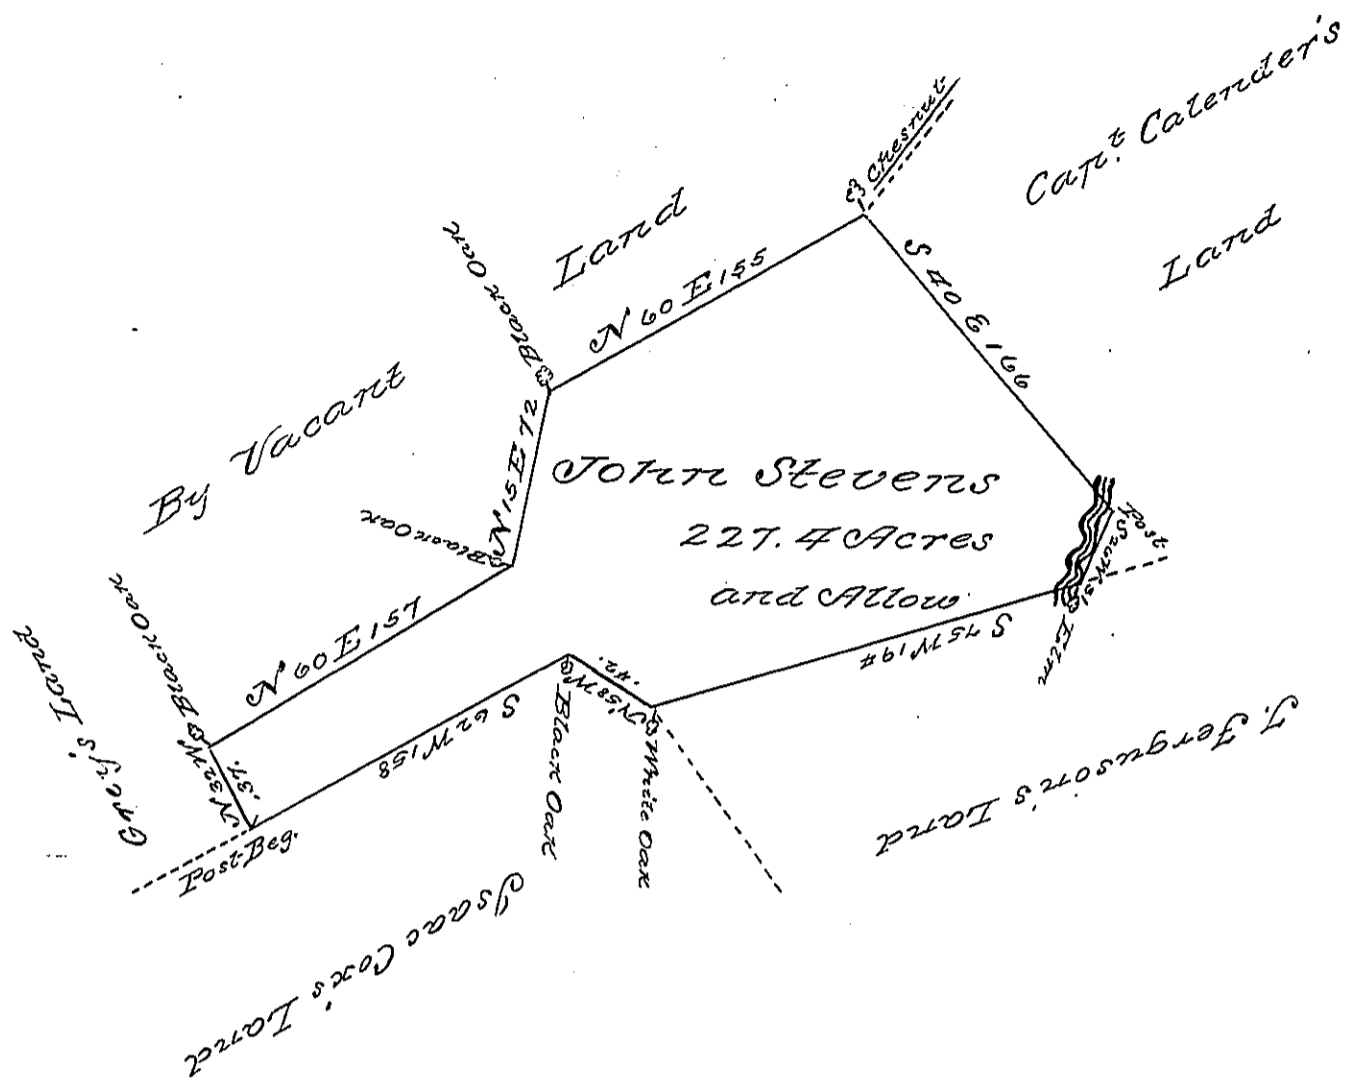 Capt. Calender's
Land
Chesnut
Land
Black Oak
N 60 E 155
S 40 E 166
By Vacant
N 15 E 72
John Stevens
227.4 Acres
and Allow.
Black Oak
Post
S 26 W 31
Elm
Black Oak
N 60 E 157
Grey's Land
N 32 W
.37.
Post Beg.
S 62 W 158
Black Oak
N 58 W
.42.
White Oak
S 75 W 194
J. Ferguson's Land
Isaac Cox's Land